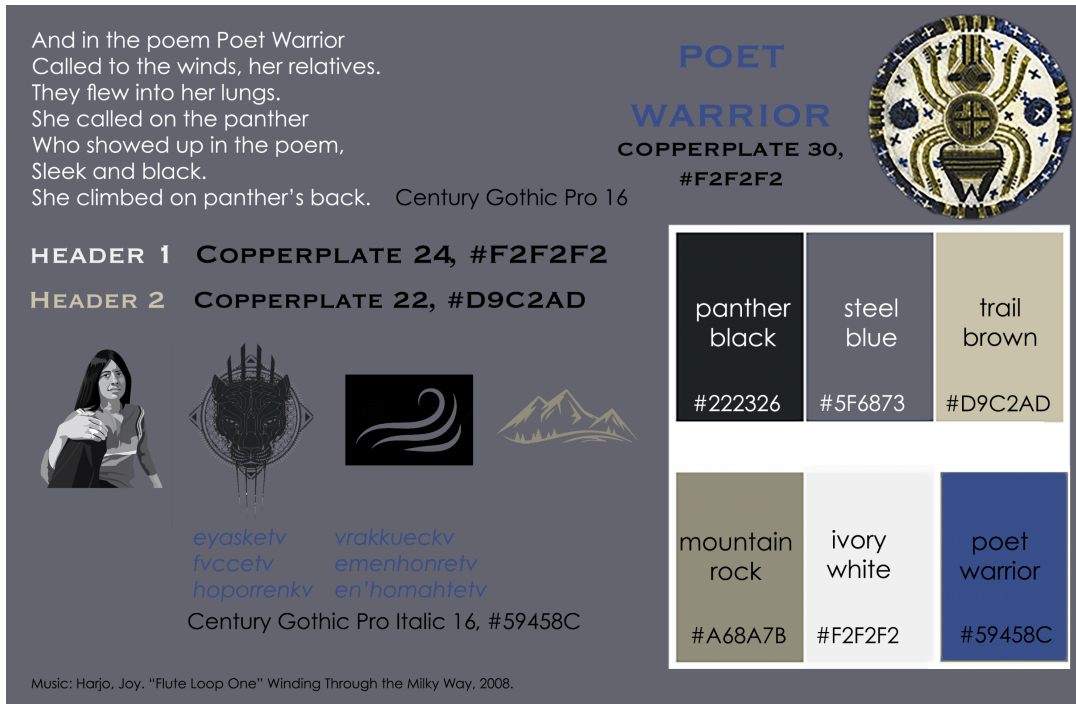 And in the poem Poet Warrior
Called to the winds, her relatives.
They flew into her lungs.
She called on the panther
Who showed up in the poem,
Sleek and black.
She climbed on panther’s back.
Century Gothic Pro 16
POET
WARRIOR
COPPERPLATE 30,
#F2F2F2
HEADER 1
COPPERPLATE 24, #F2F2F2
HEADER 2
COPPERPLATE 22, #D9C2AD
eyasketv
fvccetv
hoporrenkv
vrakkueckv
emenhonretv
en’homahtetv
Century Gothic Pro Italic 16, #59458C
panther
black
#222326
steel
blue
#5F6873
trail
brown
#D9C2AD
mountain
rock
#A68A7B
ivory
white
#F2F2F2
poet
warrior
#59458C
Music: Harjo, Joy. “Flute Loop One” Winding Through the Milky Way, 2008.